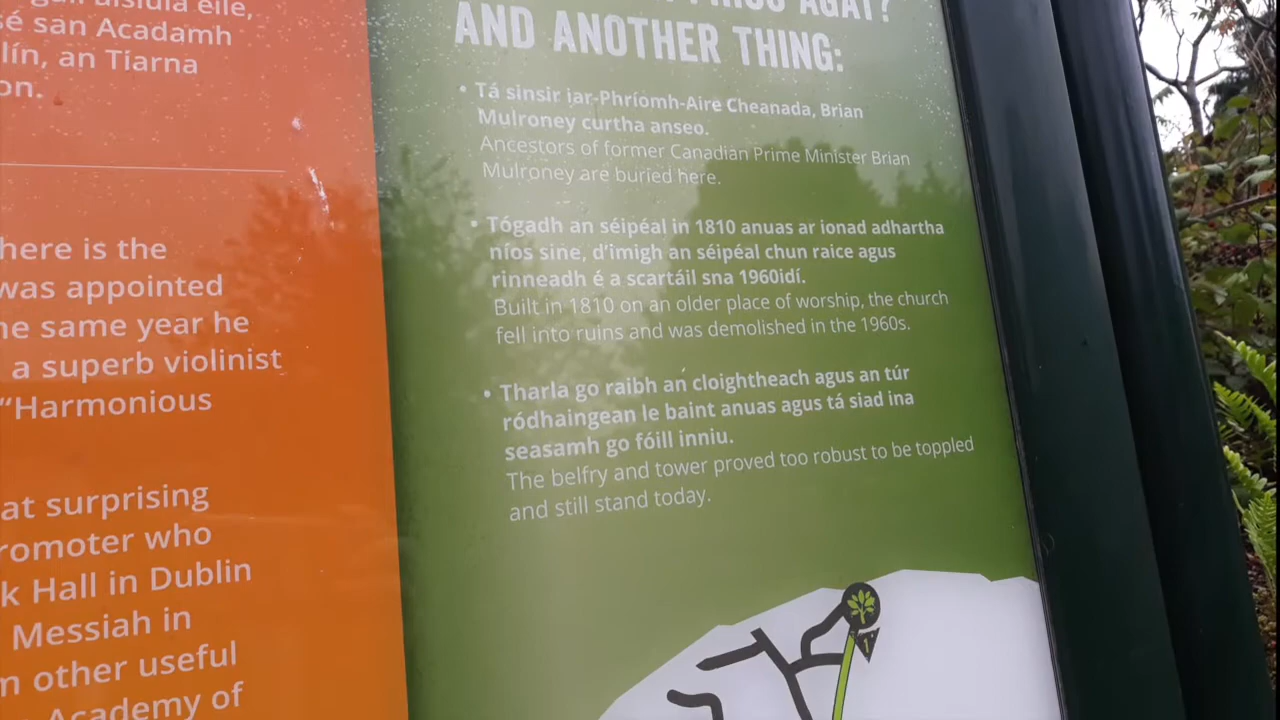 eile,
sé san Acadamh
lín, an Tiarna
on.
here is the
was appointed
he same year he
a superb violinist
“Harmonious
at surprising
romoter who
k Hall in Dublin
Messiah in
n other useful
Academy of
AGAT?
AND ANOTHER THING:
• Tá sinsir iar-Phríomh-Aire Cheanada, Brian
Mulroney curtha anseo.
Ancestors of former Canadian Prime Minister Brian
Mulroney are buried here.
• Tógadh an séipéal in 1810 anuas ar ionad adhartha
níos sine, d’imigh an séipéal chun raice agus
rinneadh é a scartáil sna 1960idí.
Built in 1810 on an older place of worship, the church
fell into ruins and was demolished in the 1960s.
• Tharla go raibh an cloightheach agus an túr
ródhaingean le baint anuas agus tá siad ina
seasamh go fóill inniu.
The belfry and tower proved too robust to be toppled
and still stand today.
1